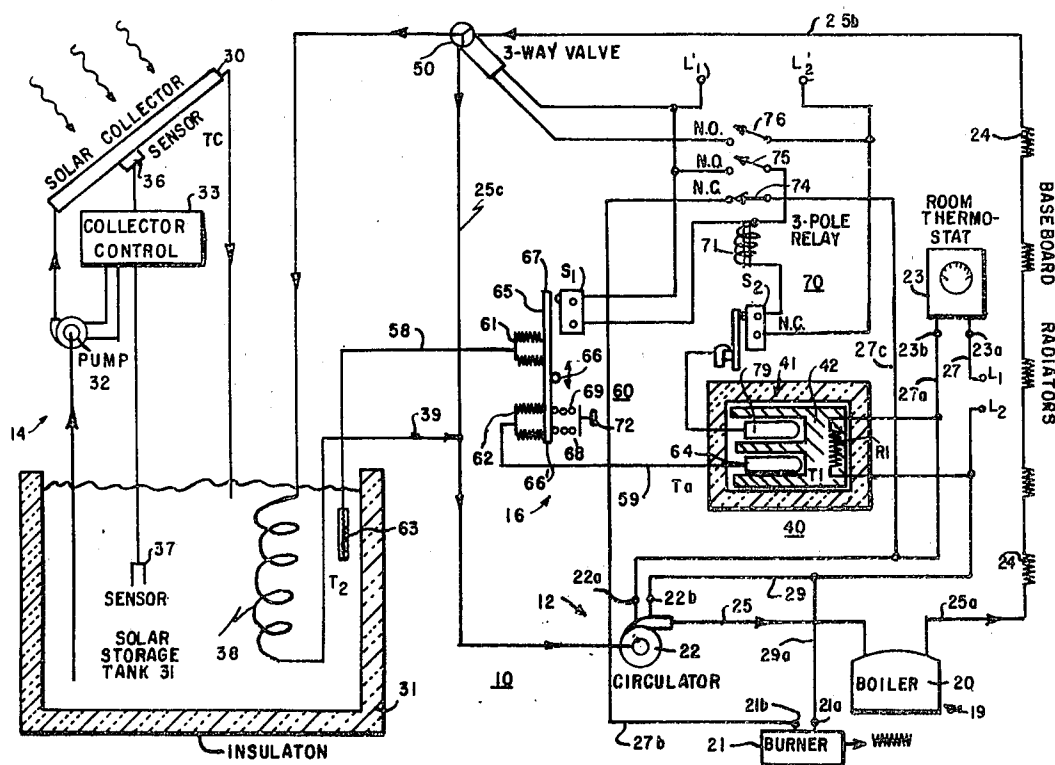 25b
50
3-WAY VALVE
L'1
L'2
30
SOLAR COLLECTOR
SENSOR
TC
36
33
COLLECTOR
CONTROL
N.O.
76
N.O.
75
N.C.
74
3-POLE
RELAY
71
70
24
BASEBOARD RADIATORS
ROOM
THERMO-
STAT
23
23b
23a
27
27a
L1
L2
25c
67
65
S1
S2
N.C.
61
58
66
60
69
68
72
62
66'
16
59
27c
79
41
42
64
T1
R1
Ta
40
PUMP
32
14
39
63
T2
37
SENSOR
SOLAR
STORAGE
TANK 31
38
31
INSULATON
10
12
22a
22b
22
CIRCULATOR
29
29a
25
25a
24
BOILER
20
19
21b
21a
27b
21
BURNER